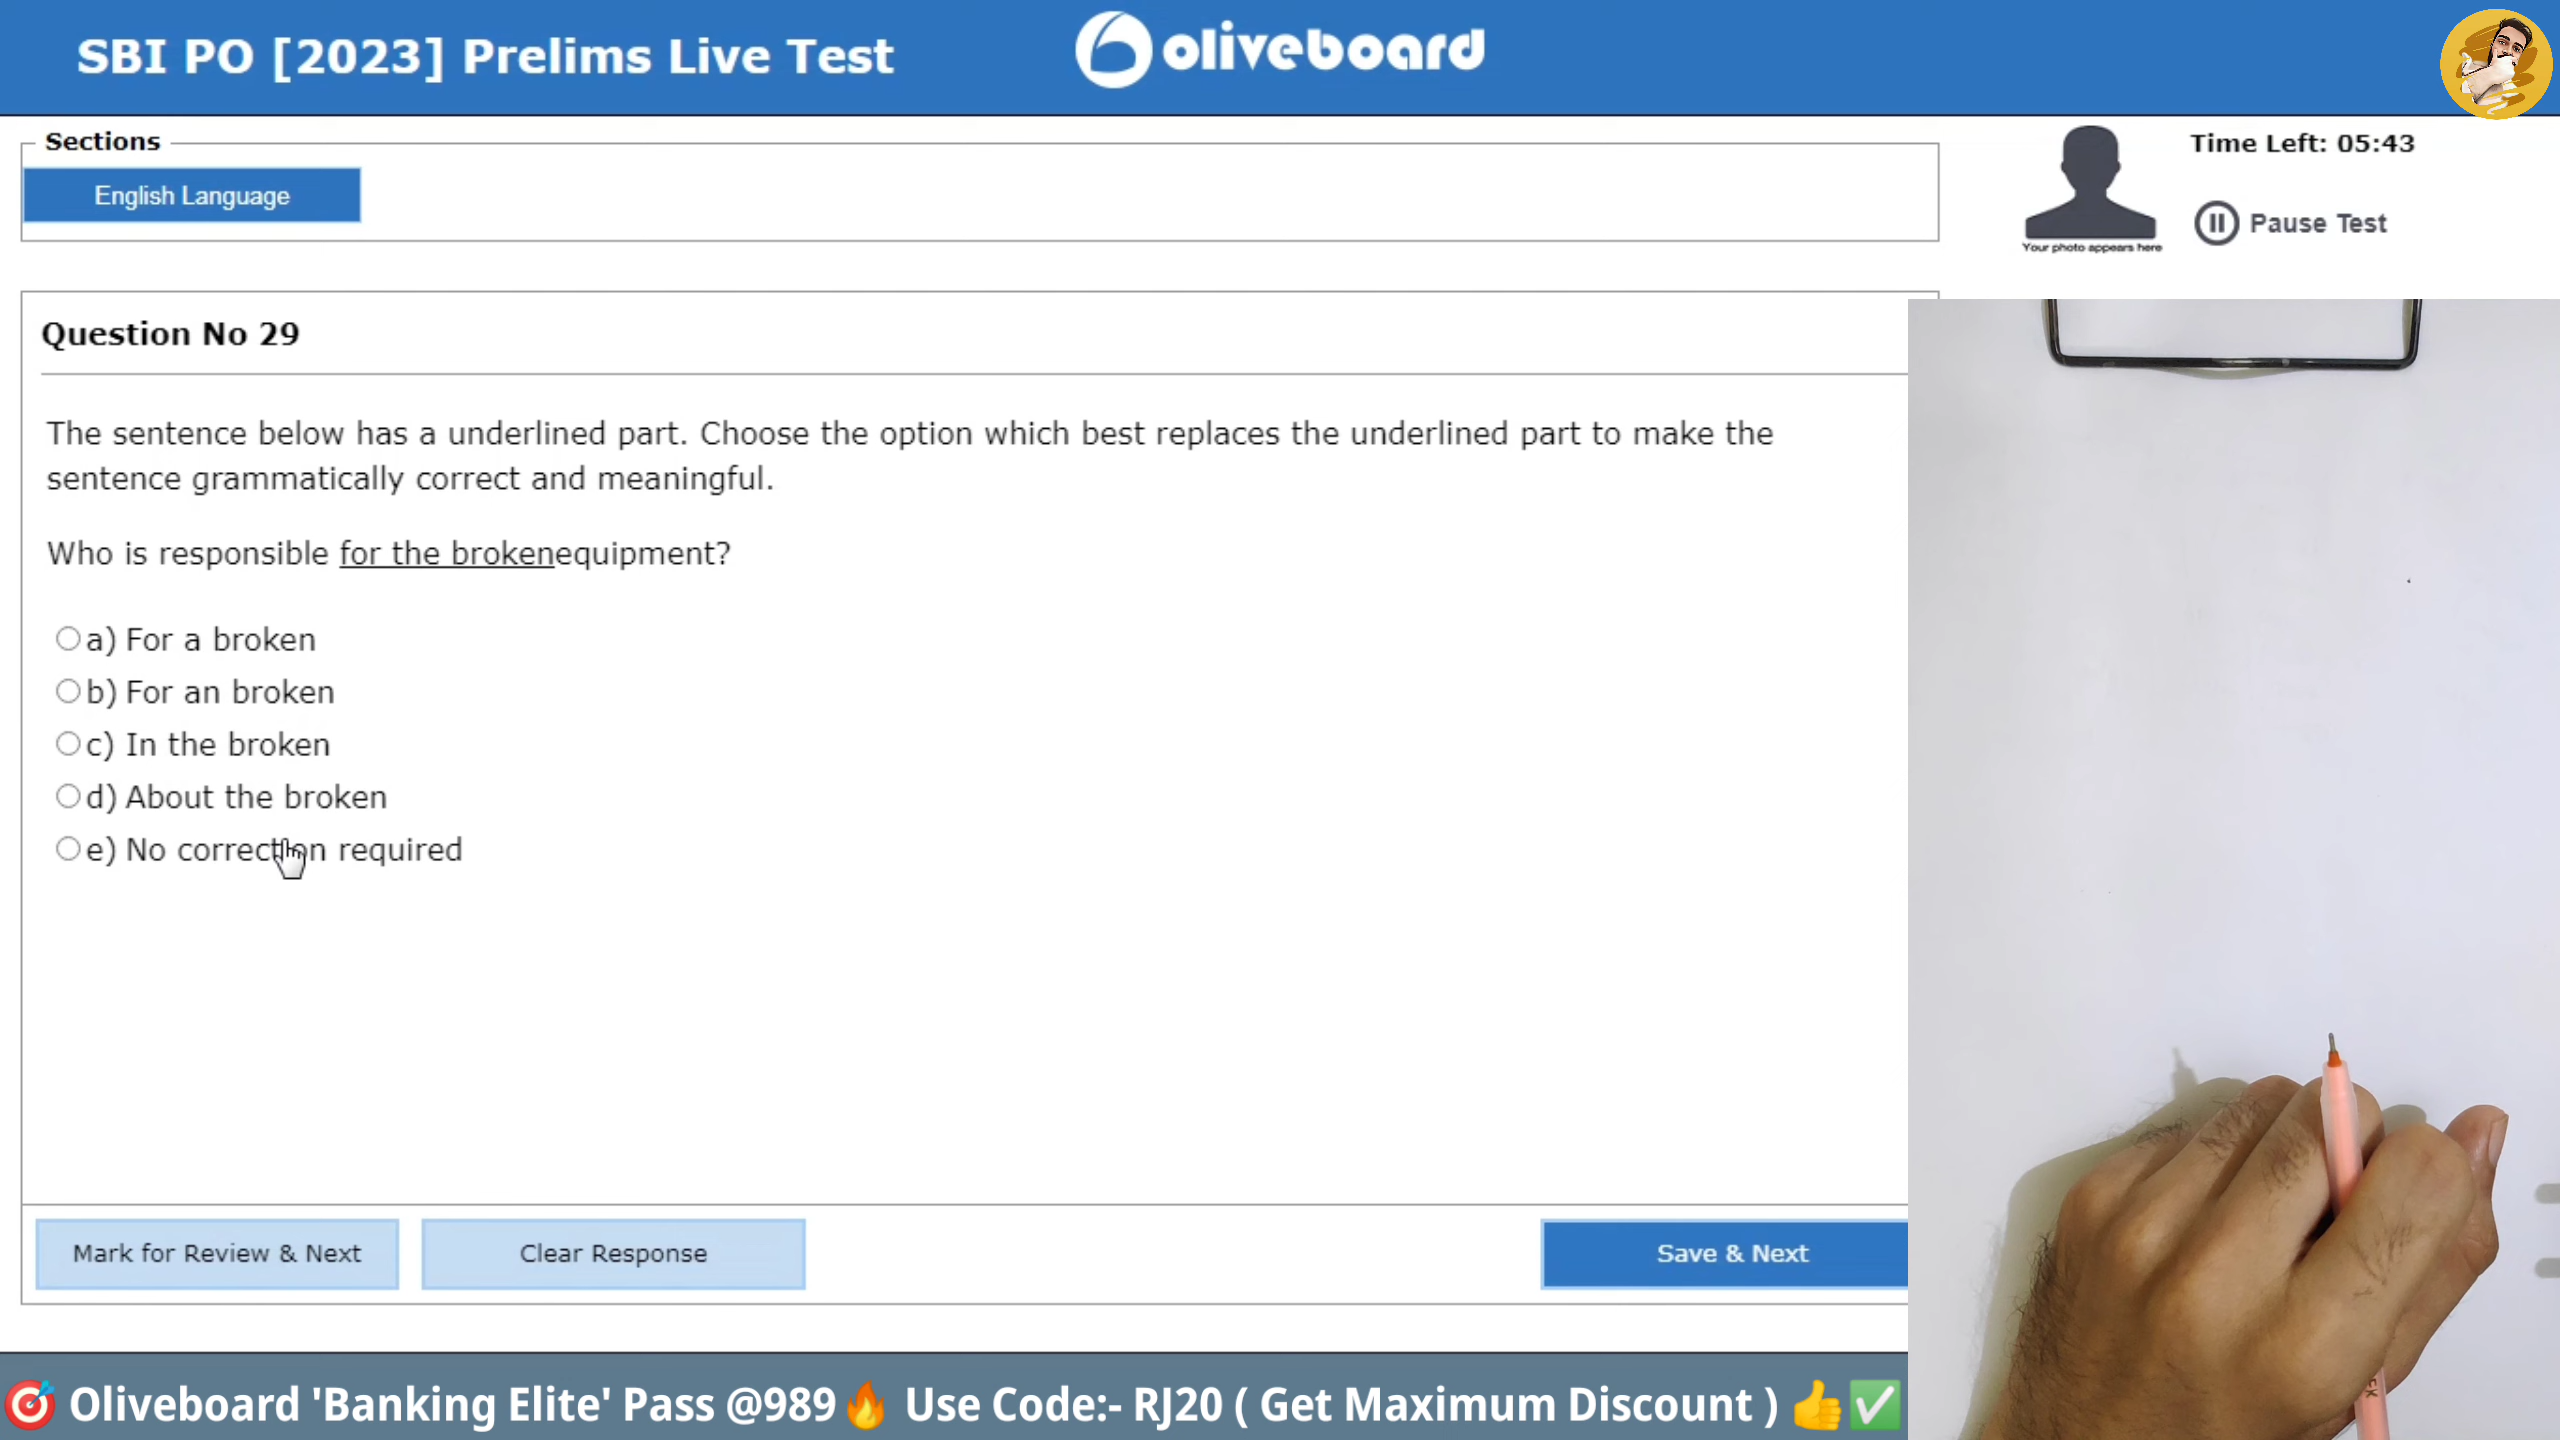 SBI PO [2023] Prelims Live Test
oliveboard
Sections
English Language
Your photo appears here
Time Left: 05:43
Pause Test
Question No 29
The sentence below has a underlined part. Choose the option which best replaces the underlined part to make the
sentence grammatically correct and meaningful.
Who is responsible for the brokenequipment?
a) For a broken
b) For an broken
c) In the broken
d) About the broken
e) No correction required
Mark for Review & Next
Clear Response
Save & Next
🎯 Oliveboard 'Banking Elite' Pass @989🔥 Use Code:- RJ20 ( Get Maximum Discount ) 👍✅